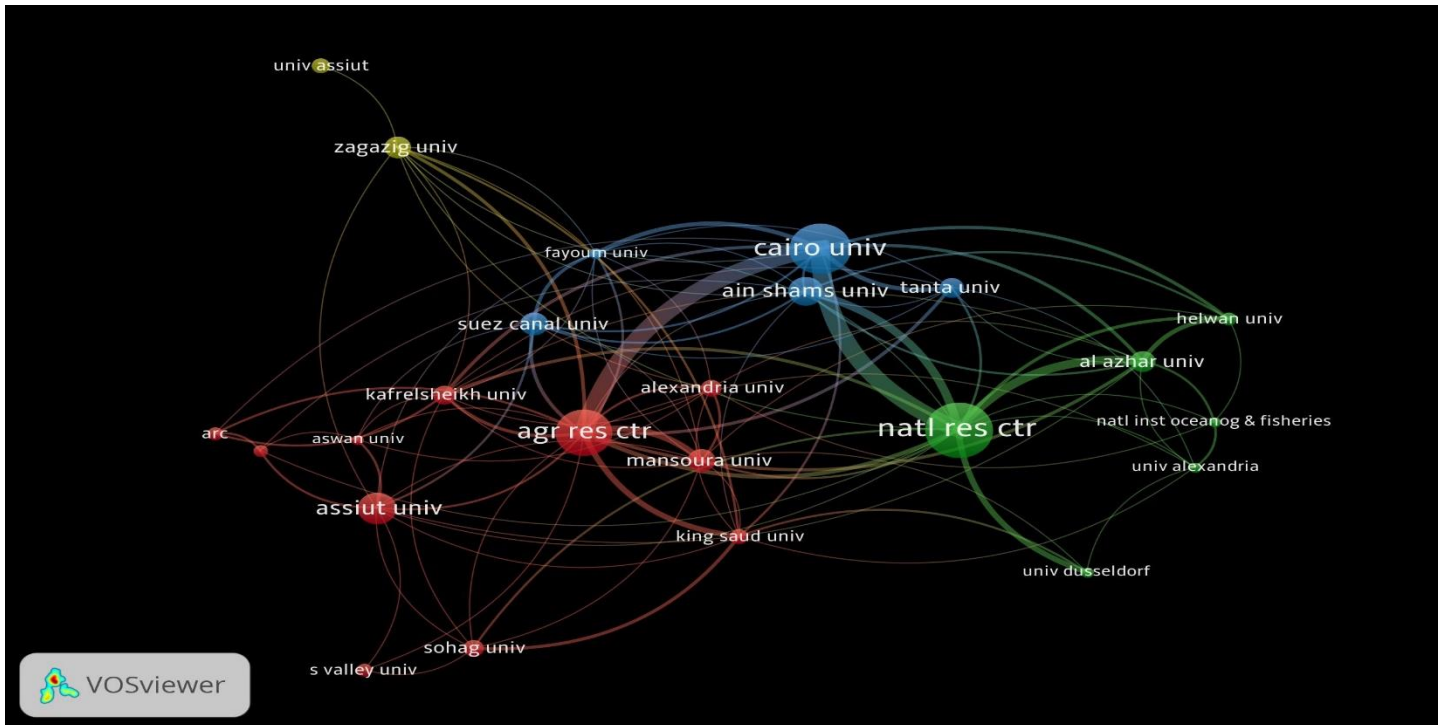 univ assiut
zagazig univ
fayoum univ
cairo univ
ain shams univ
tanta univ
suez canal univ
helwan univ
al azhar univ
kafrelsheikh univ
alexandria univ
natl inst oceanog & fisheries
arc
aswan univ
agr res ctr
natl res ctr
mansoura univ
univ alexandria
assiut univ
king saud univ
univ dusseldorf
sohag univ
s valley univ
VOSviewer